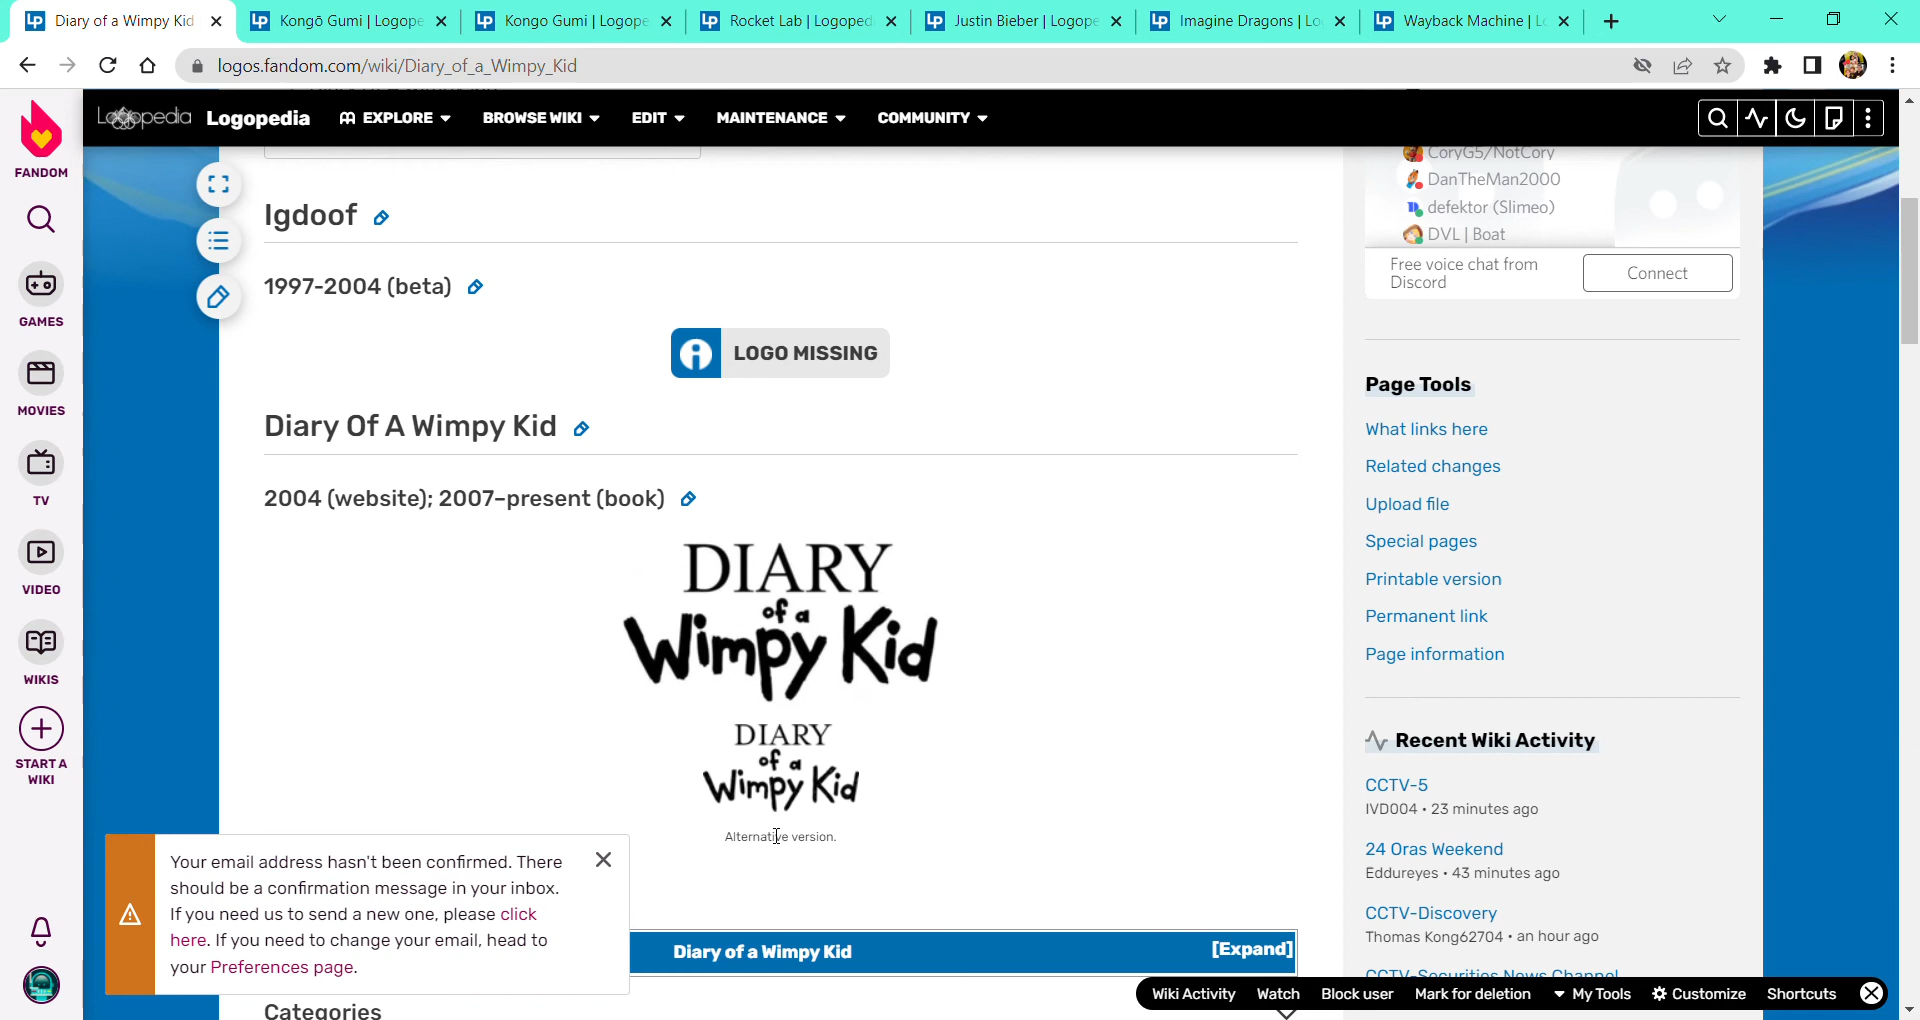 Diary of a Wimpy Kid
Kongō Gumi | Logope
Kongo Gumi | Logope
Rocket Lab | Logoped
Justin Bieber | Logope
Imagine Dragons | Lo
Wayback Machine | L
logos.fandom.com/wiki/Diary_of_a_Wimpy_Kid
FANDOM
GAMES
MOVIES
TV
VIDEO
WIKIS
START A
WIKI
Logopedia
Logopedia
EXPLORE
BROWSE WIKI
EDIT
MAINTENANCE
COMMUNITY
Igdoof
1997-2004 (beta)
LOGO MISSING
Diary Of A Wimpy Kid
2004 (website); 2007–present (book)
DIARY
of a
Wimpy Kid
DIARY
of a
Wimpy Kid
Alternative version.
Your email address hasn't been confirmed. There
should be a confirmation message in your inbox.
If you need us to send a new one, please click
here. If you need to change your email, head to
your Preferences page.
Diary of a Wimpy Kid
[Expand]
Categories
CoryG5/NotCory
DanTheMan2000
defektor (Slimeo)
DVL | Boat
Free voice chat from
Discord
Connect
Page Tools
What links here
Related changes
Upload file
Special pages
Printable version
Permanent link
Page information
Recent Wiki Activity
CCTV-5
IVD004 • 23 minutes ago
24 Oras Weekend
Eddureyes • 43 minutes ago
CCTV-Discovery
Thomas Kong62704 • an hour ago
CCTV-Securities News Channel
Wiki Activity
Watch
Block user
Mark for deletion
My Tools
Customize
Shortcuts